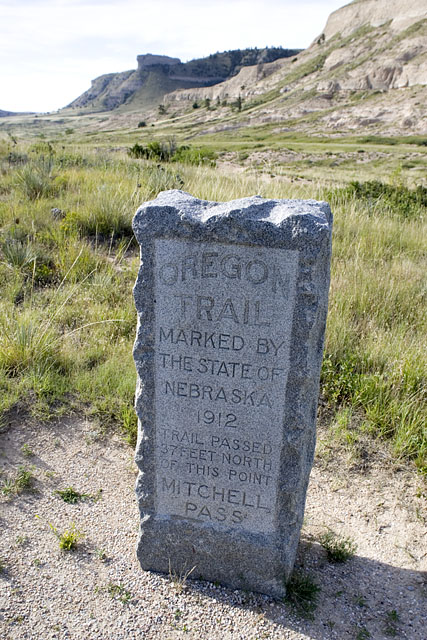 OREGON
TRAIL
MARKED BY
THE STATE OF
NEBRASKA
1912
TRAIL PASSED
37 FEET NORTH
OF THIS POINT
MITCHELL
PASS